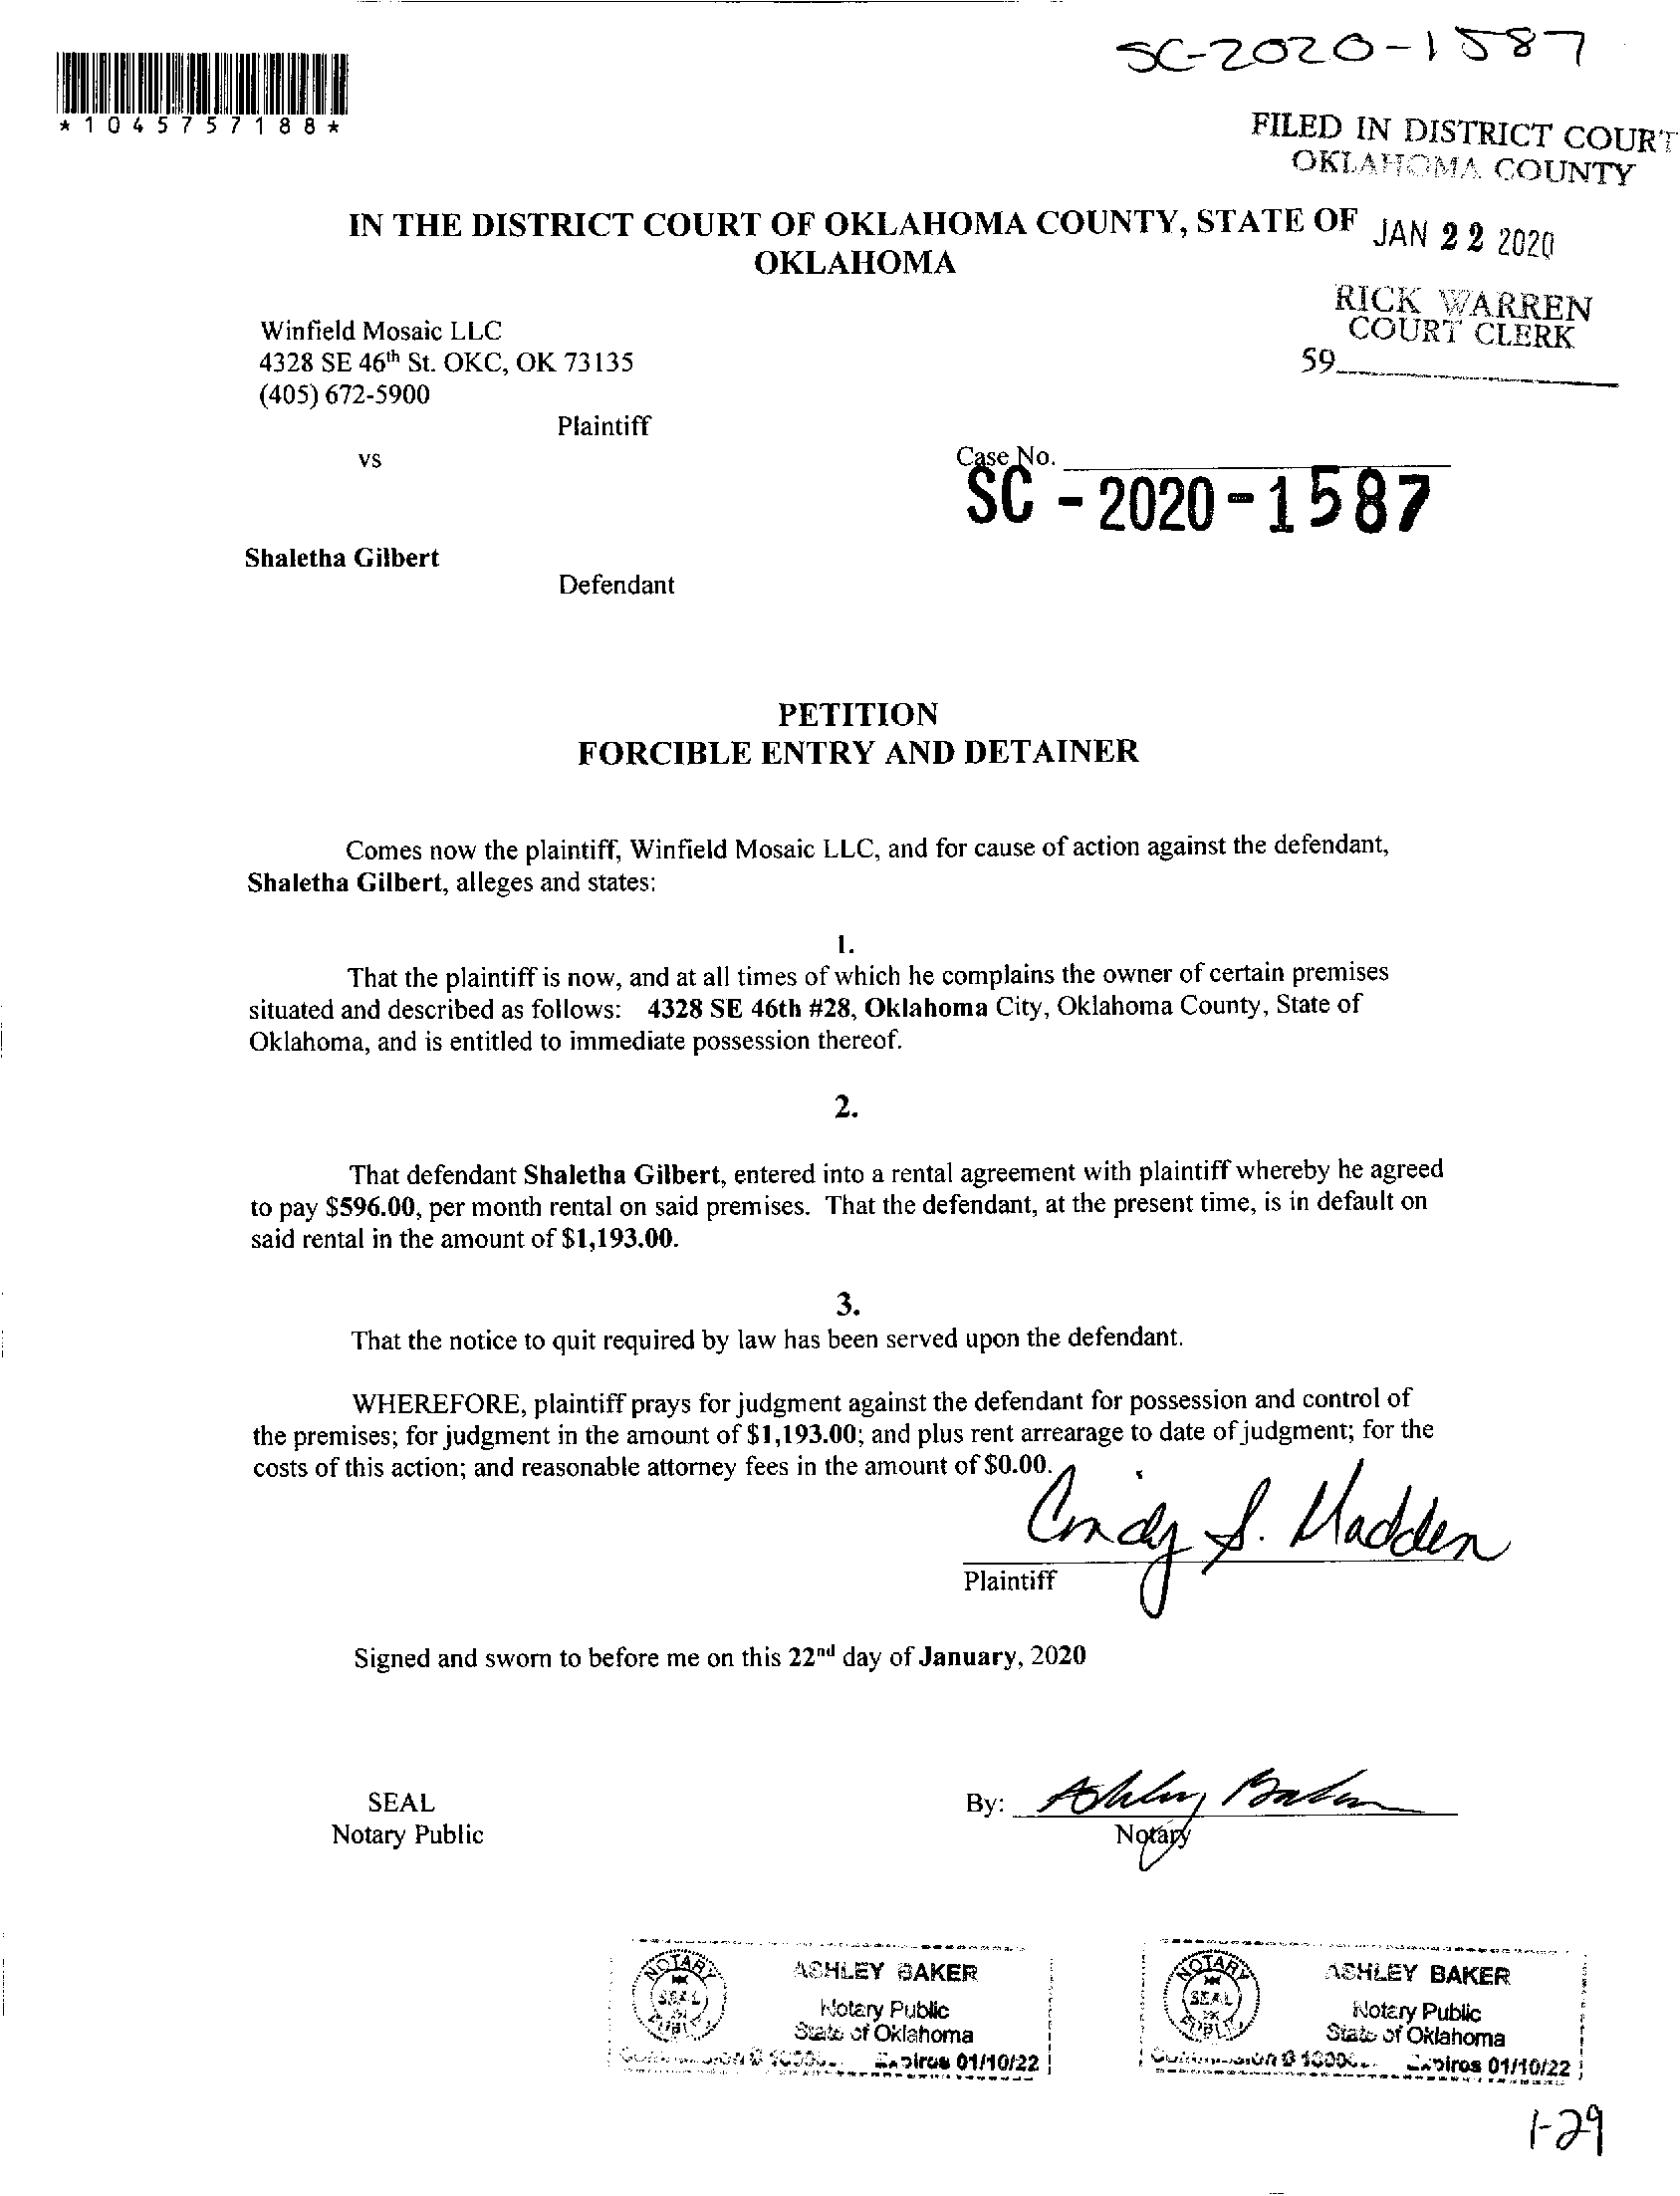 SC-2020-1587
*1045757188*
FILED IN DISTRICT COURT
OKLAHOMA COUNTY
IN THE DISTRICT COURT OF OKLAHOMA COUNTY, STATE OF
OKLAHOMA
JAN 22 2020
RICK WARREN
COURT CLERK
59
Winfield Mosaic LLC
4328 SE 46th St. OKC, OK 73135
(405) 672-5900
Plaintiff
vs
Case No.
SC - 2020 - 1587
Shaletha Gilbert
Defendant
PETITION
FORCIBLE ENTRY AND DETAINER
Comes now the plaintiff, Winfield Mosaic LLC, and for cause of action against the defendant,
Shaletha Gilbert, alleges and states:
1.
That the plaintiff is now, and at all times of which he complains the owner of certain premises
situated and described as follows: 4328 SE 46th #28, Oklahoma City, Oklahoma County, State of
Oklahoma, and is entitled to immediate possession thereof.
2.
That defendant Shaletha Gilbert, entered into a rental agreement with plaintiff whereby he agreed
to pay $596.00, per month rental on said premises. That the defendant, at the present time, is in default on
said rental in the amount of $1,193.00.
3.
That the notice to quit required by law has been served upon the defendant.
WHEREFORE, plaintiff prays for judgment against the defendant for possession and control of
the premises; for judgment in the amount of $1,193.00; and plus rent arrearage to date of judgment; for the
costs of this action; and reasonable attorney fees in the amount of $0.00.
Cindy S. Madden
Plaintiff
Signed and sworn to before me on this 22nd day of January, 2020
SEAL
Notary Public
By: Ashley Baker
Notary
NOTARY
SEAL
PUBLIC
ASHLEY BAKER
Notary Public
State of Oklahoma
Expires 01/10/22
NOTARY
SEAL
PUBLIC
ASHLEY BAKER
Notary Public
State of Oklahoma
Expires 01/10/22
1-29